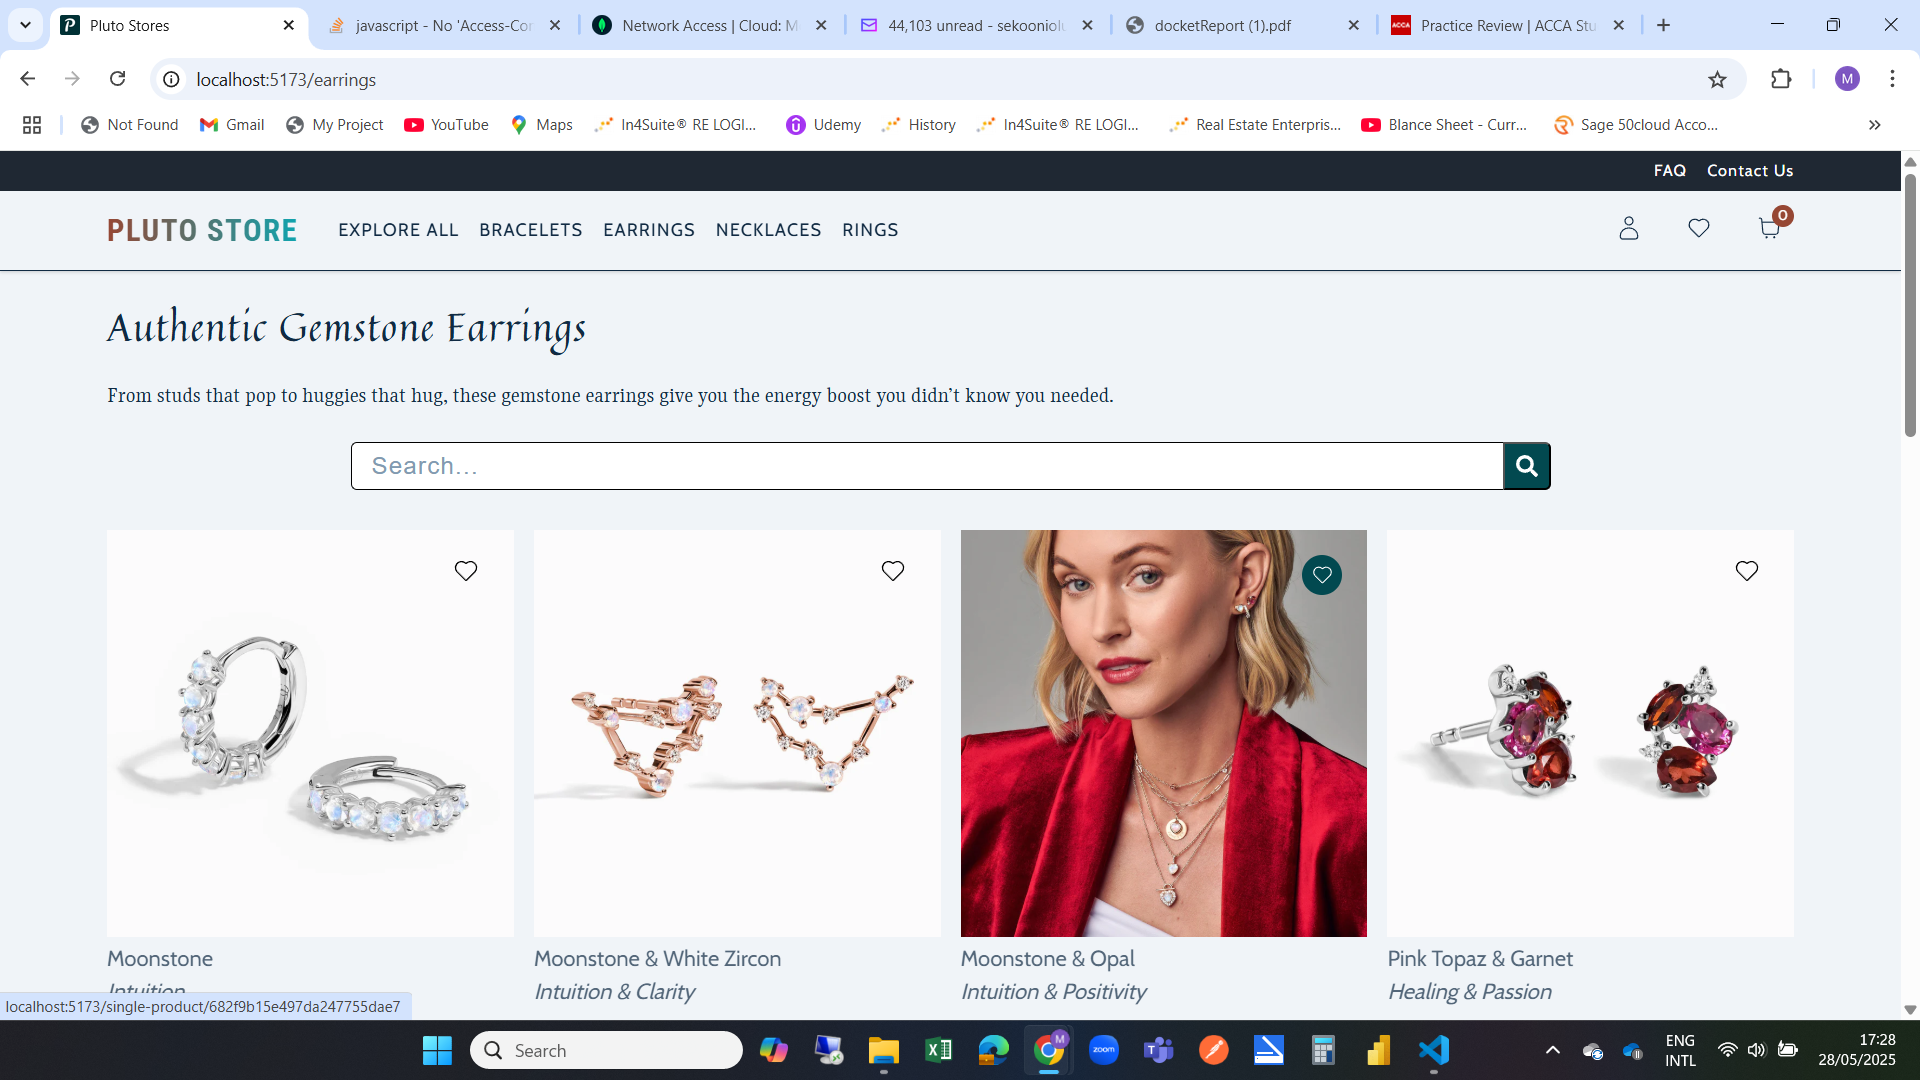 Pluto Stores
javascript - No 'Access-Cor
Network Access | Cloud: M
44,103 unread - sekooniolu
docketReport (1).pdf
Practice Review | ACCA Stu
localhost:5173/earrings
M
Not Found
Gmail
My Project
YouTube
Maps
In4Suite® RE LOGI...
Udemy
History
In4Suite® RE LOGI...
Real Estate Enterpris...
Blance Sheet - Curr...
Sage 50cloud Acco...
FAQ
Contact Us
PLUTO STORE
EXPLORE ALL
BRACELETS
EARRINGS
NECKLACES
RINGS
0
Authentic Gemstone Earrings
From studs that pop to huggies that hug, these gemstone earrings give you the energy boost you didn’t know you needed.
Search...
Moonstone
Intuition
Moonstone & White Zircon
Intuition & Clarity
Moonstone & Opal
Intuition & Positivity
Pink Topaz & Garnet
Healing & Passion
localhost:5173/single-product/682f9b15e497da247755dae7
Search
M
zoom
ENG
INTL
17:28
28/05/2025